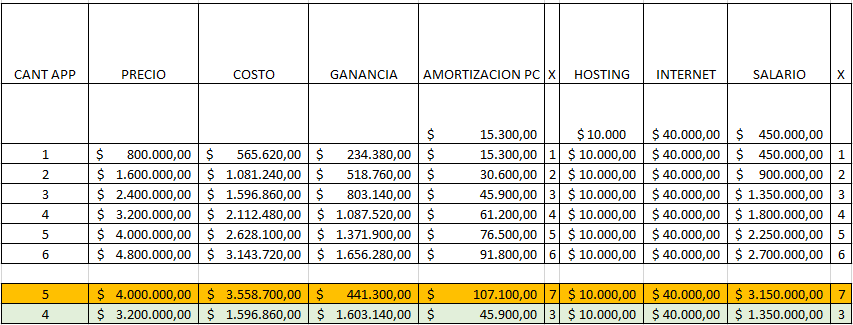 CANT APP PRECIO COSTO GANANCIA AMORTIZACION PC X HOSTING INTERNET SALARIO X
$ 15.300,00 $ 10.000 $ 40.000,00 $ 450.000,00
1 $ 800.000,00 $ 565.620,00 $ 234.380,00 $ 15.300,00 1 $ 10.000,00 $ 40.000,00 $ 450.000,00 1
2 $ 1.600.000,00 $ 1.081.240,00 $ 518.760,00 $ 30.600,00 2 $ 10.000,00 $ 40.000,00 $ 900.000,00 2
3 $ 2.400.000,00 $ 1.596.860,00 $ 803.140,00 $ 45.900,00 3 $ 10.000,00 $ 40.000,00 $ 1.350.000,00 3
4 $ 3.200.000,00 $ 2.112.480,00 $ 1.087.520,00 $ 61.200,00 4 $ 10.000,00 $ 40.000,00 $ 1.800.000,00 4
5 $ 4.000.000,00 $ 2.628.100,00 $ 1.371.900,00 $ 76.500,00 5 $ 10.000,00 $ 40.000,00 $ 2.250.000,00 5
6 $ 4.800.000,00 $ 3.143.720,00 $ 1.656.280,00 $ 91.800,00 6 $ 10.000,00 $ 40.000,00 $ 2.700.000,00 6
5 $ 4.000.000,00 $ 3.558.700,00 $ 441.300,00 $ 107.100,00 7 $ 10.000,00 $ 40.000,00 $ 3.150.000,00 7
4 $ 3.200.000,00 $ 1.596.860,00 $ 1.603.140,00 $ 45.900,00 3 $ 10.000,00 $ 40.000,00 $ 1.350.000,00 3